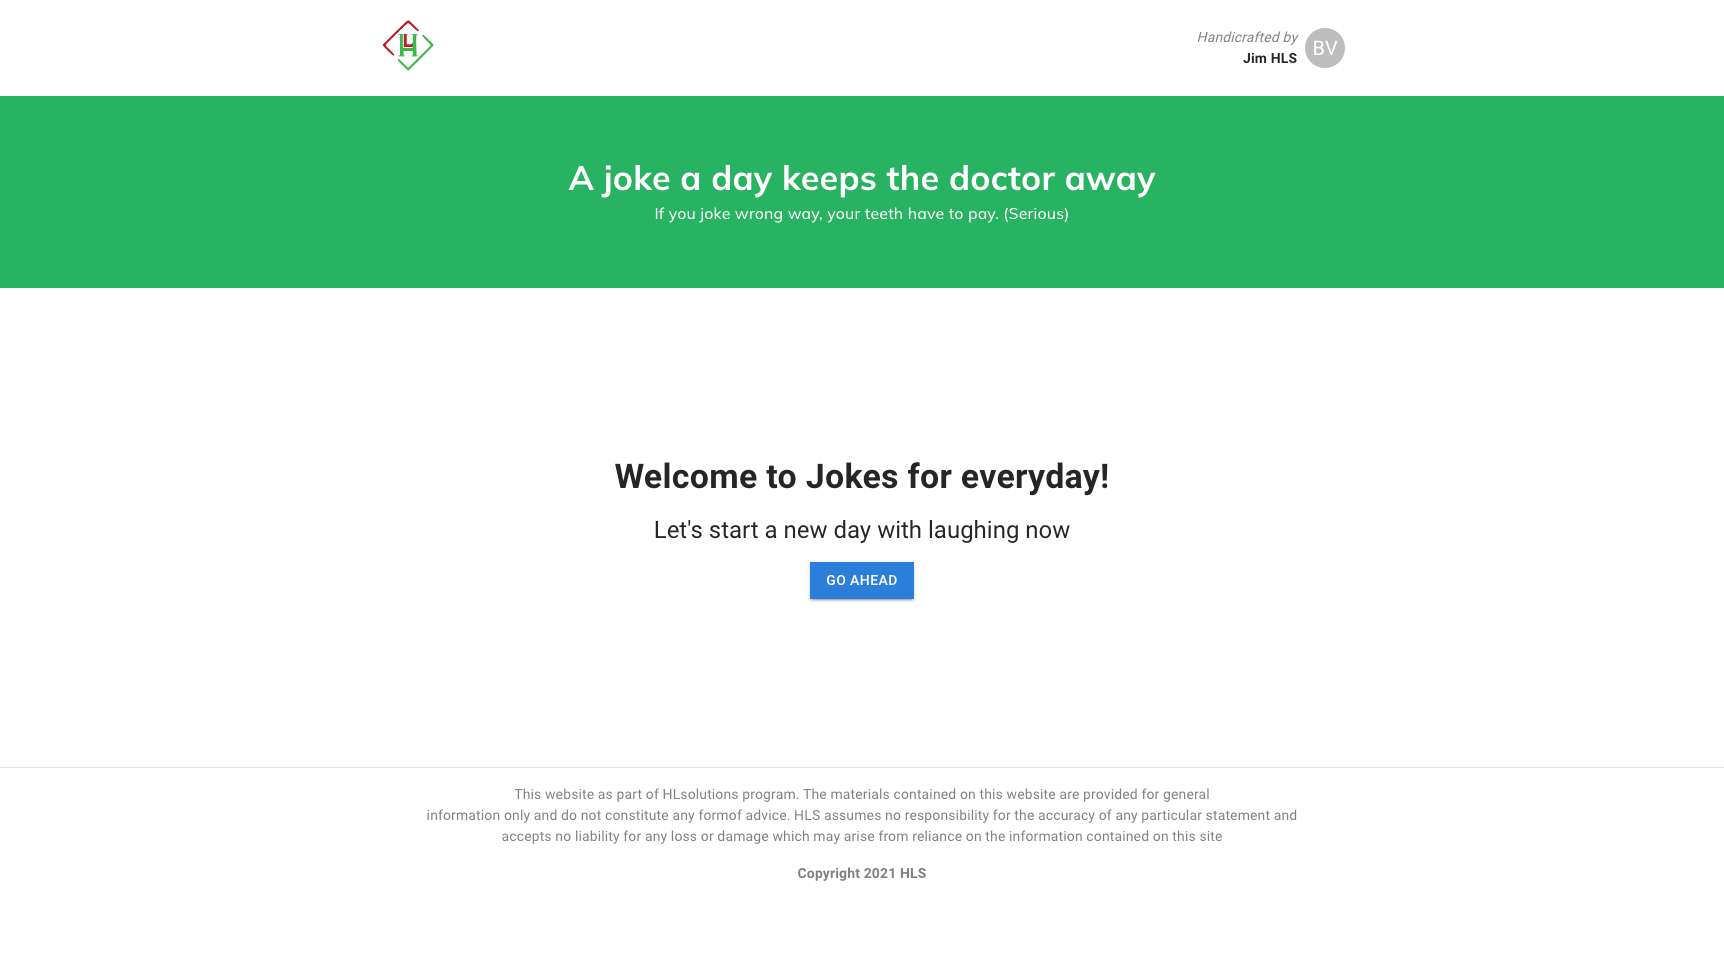 HL
Handicrafted by
Jim HLS
BV
A joke a day keeps the doctor away
If you joke wrong way, your teeth have to pay. (Serious)
Welcome to Jokes for everyday!
Let's start a new day with laughing now
GO AHEAD
This website as part of HLsolutions program. The materials contained on this website are provided for general
information only and do not constitute any formof advice. HLS assumes no responsibility for the accuracy of any particular statement and
accepts no liability for any loss or damage which may arise from reliance on the information contained on this site
Copyright 2021 HLS